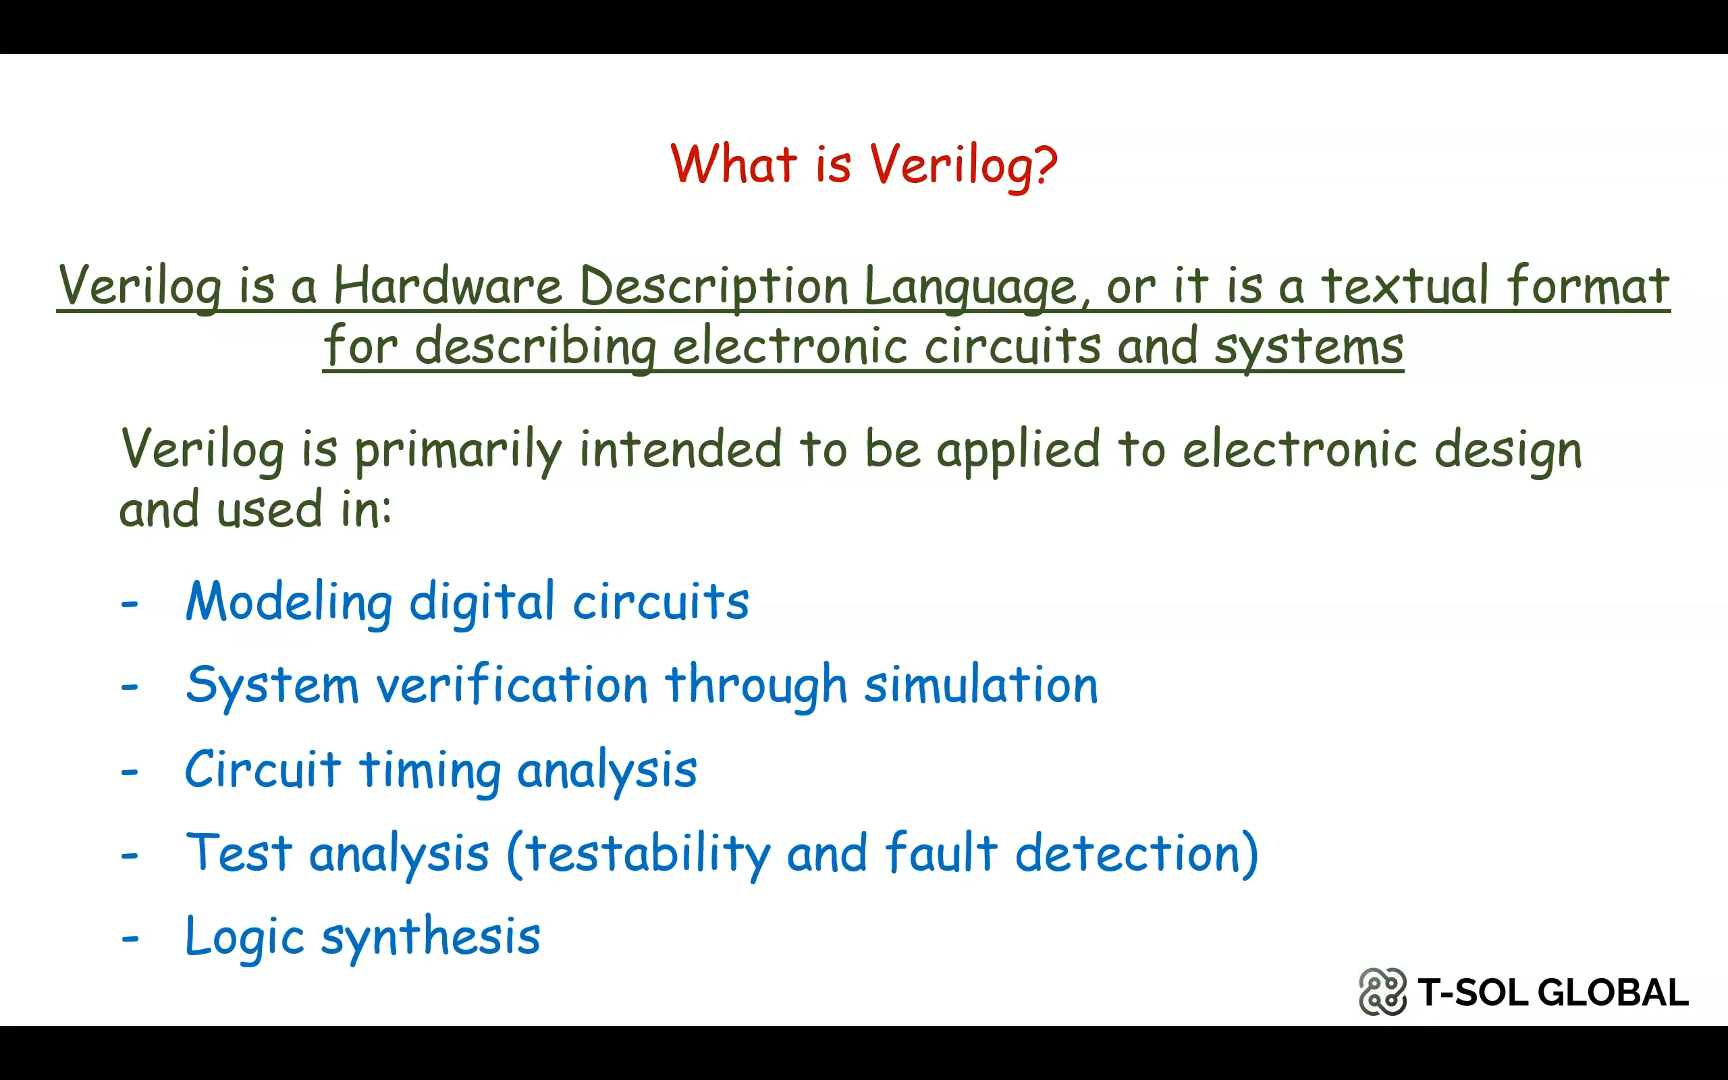 What is Verilog?
Verilog is a Hardware Description Language, or it is a textual format
for describing electronic circuits and systems
Verilog is primarily intended to be applied to electronic design
and used in:
- Modeling digital circuits
- System verification through simulation
- Circuit timing analysis
- Test analysis (testability and fault detection)
- Logic synthesis
T-SOL GLOBAL